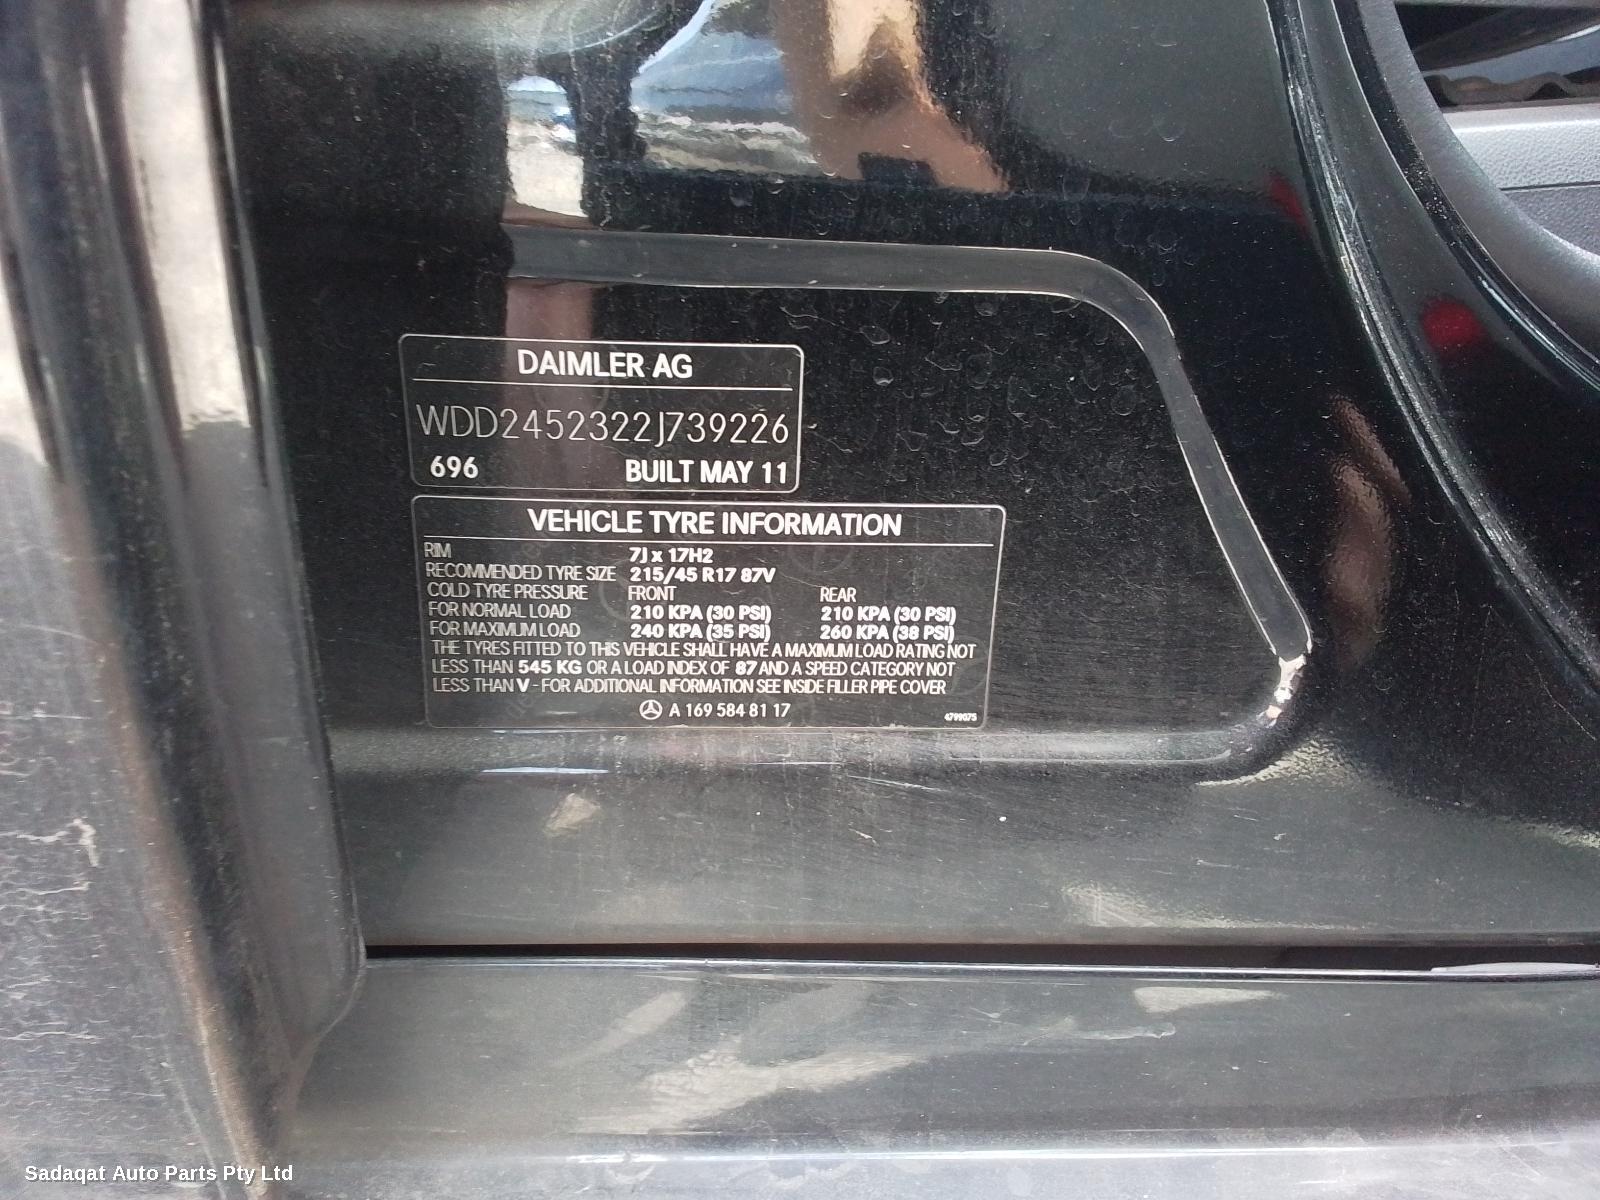 DAIMLER AG
WDD2452322J739226
696 BUILT MAY 11
VEHICLE TYRE INFORMATION
RIM 7J x 17H2
RECOMMENDED TYRE SIZE 215/45 R17 87V
COLD TYRE PRESSURE FRONT REAR
FOR NORMAL LOAD 210 KPA (30 PSI) 210 KPA (30 PSI)
FOR MAXIMUM LOAD 240 KPA (35 PSI) 260 KPA (38 PSI)
THE TYRES FITTED TO THIS VEHICLE SHALL HAVE A MAXIMUM LOAD RATING NOT
LESS THAN 545 KG OR A LOAD INDEX OF 87 AND A SPEED CATEGORY NOT
LESS THAN V - FOR ADDITIONAL INFORMATION SEE INSIDE FILLER PIPE COVER
A 169 584 81 17 4799075
Sadaqat Auto Parts Pty Ltd